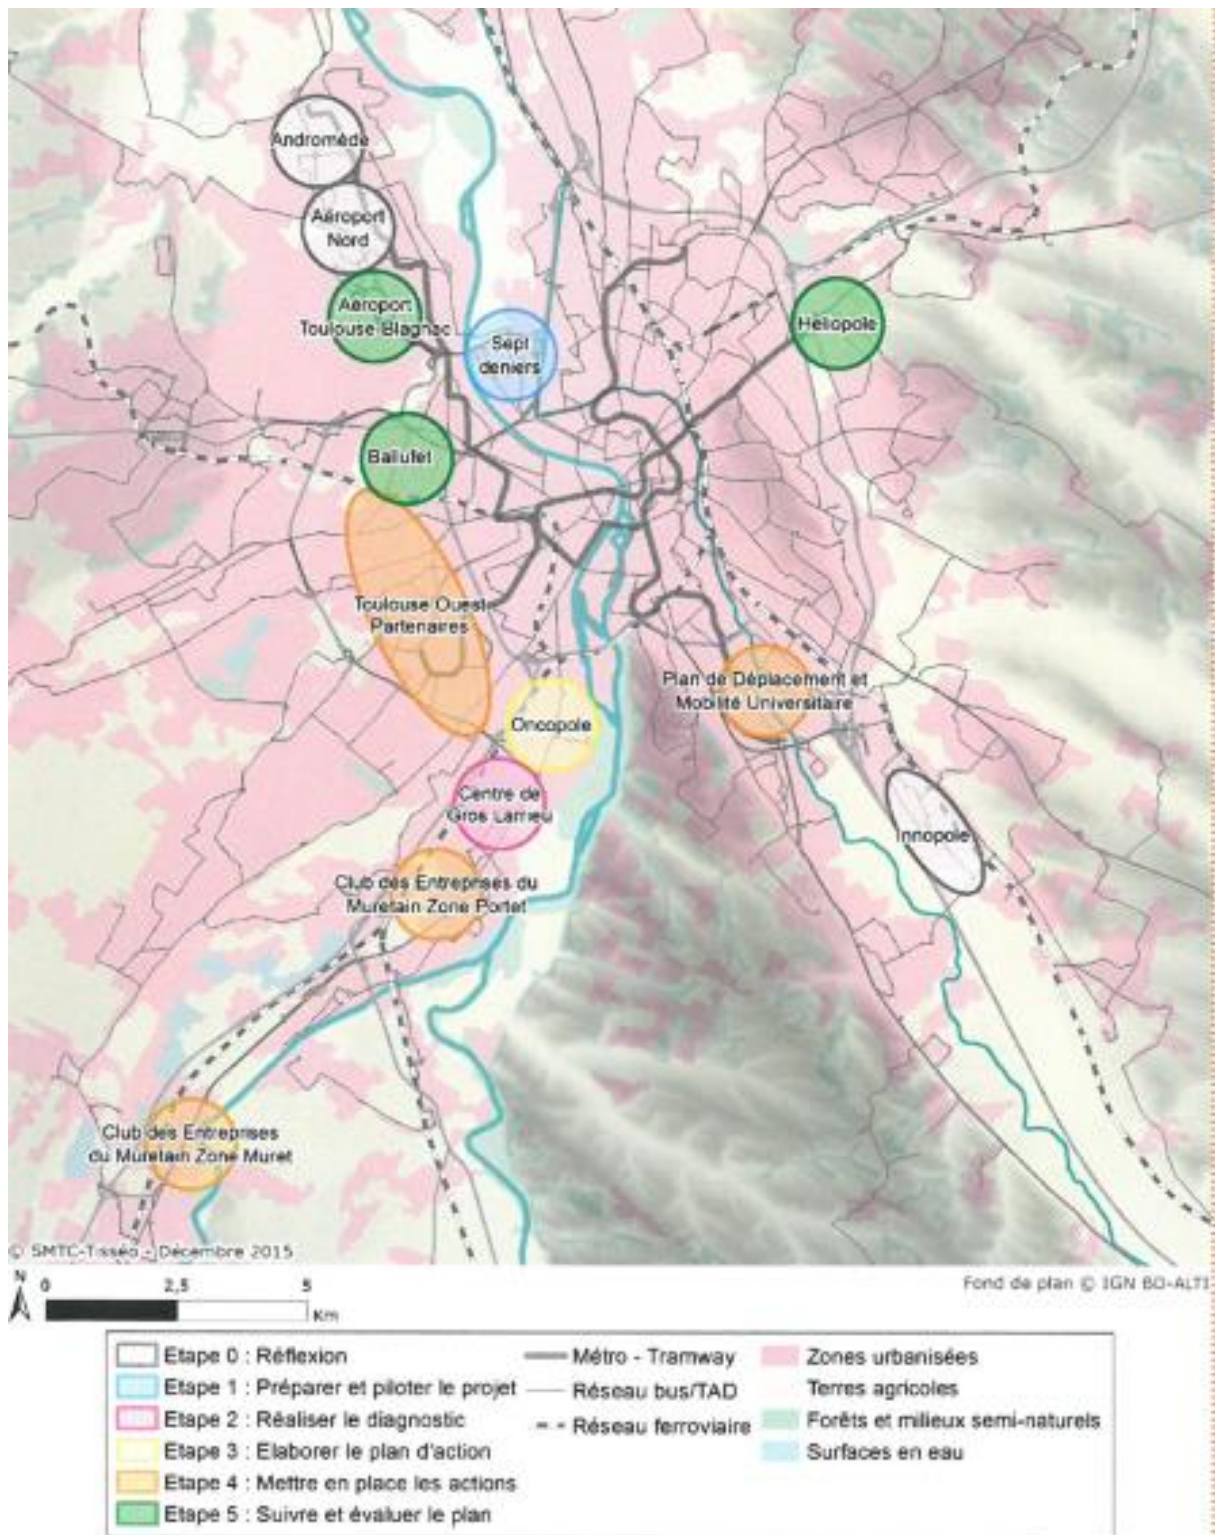 Andromède
Aéroport
Nord
Aéroport
Toulouse Blagnac
Sept
deniers
Héliopole
Ballufet
Toulouse Ouest
Partenaires
Plan de Déplacement et
Mobilité Universitaire
Oncopole
Centre de
Gros Larrieu
Innopole
Club des Entreprises du
Muretain Zone Portet
Club des Entreprises
du Muretain Zone Muret
© SMTC-Tisséo - Décembre 2015
Fond de plan © IGN BD-ALTI
N
0 2,5 5
Km
Etape 0 : Réflexion
Etape 1 : Préparer et piloter le projet
Etape 2 : Réaliser le diagnostic
Etape 3 : Elaborer le plan d'action
Etape 4 : Mettre en place les actions
Etape 5 : Suivre et évaluer le plan
Métro - Tramway
Réseau bus/TAD
Réseau ferroviaire
Zones urbanisées
Terres agricoles
Forêts et milieux semi-naturels
Surfaces en eau